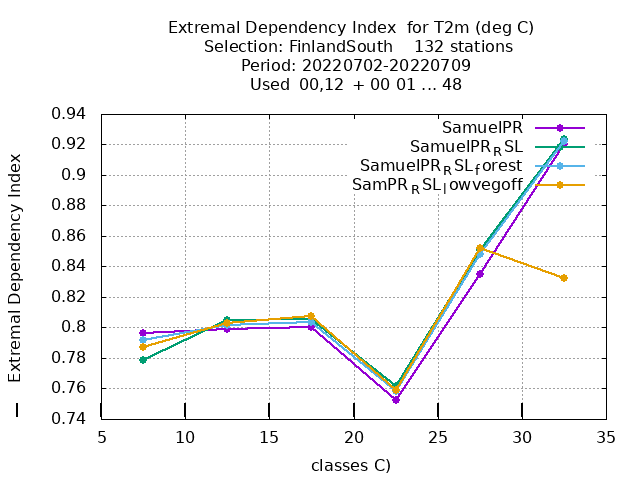 Extremal Dependency Index for T2m (deg C)
Selection: FinlandSouth 132 stations
Period: 20220702-20220709
Used 00,12 + 00 01 ... 48
Extremal Dependency Index
0.94
0.92
0.9
0.88
0.86
0.84
0.82
0.8
0.78
0.76
0.74
SamuelPR
SamuelPR_RSL
SamuelPR_RSL_forest
SamPR_RSL_lowvegoff
5 10 15 20 25 30 35
classes C)